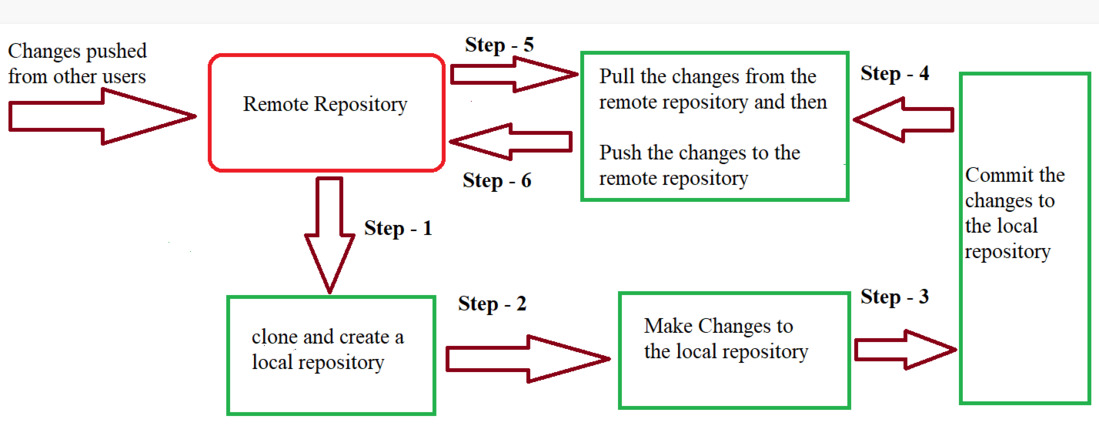 Changes pushed
from other users
Remote Repository
Step - 5
Pull the changes from the
remote repository and then
Push the changes to the
remote repository
Step - 4
Step - 6
Commit the
changes to
the local
repository
Step - 1
clone and create a
local repository
Step - 2
Make Changes to
the local repository
Step - 3